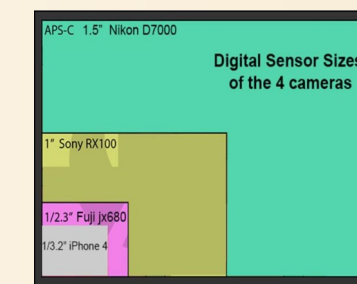 APS-C 1.5" Nikon D7000
Digital Sensor Sizes
of the 4 cameras
1" Sony RX100
1/2.3" Fuji jx680
1/3.2" iPhone 4